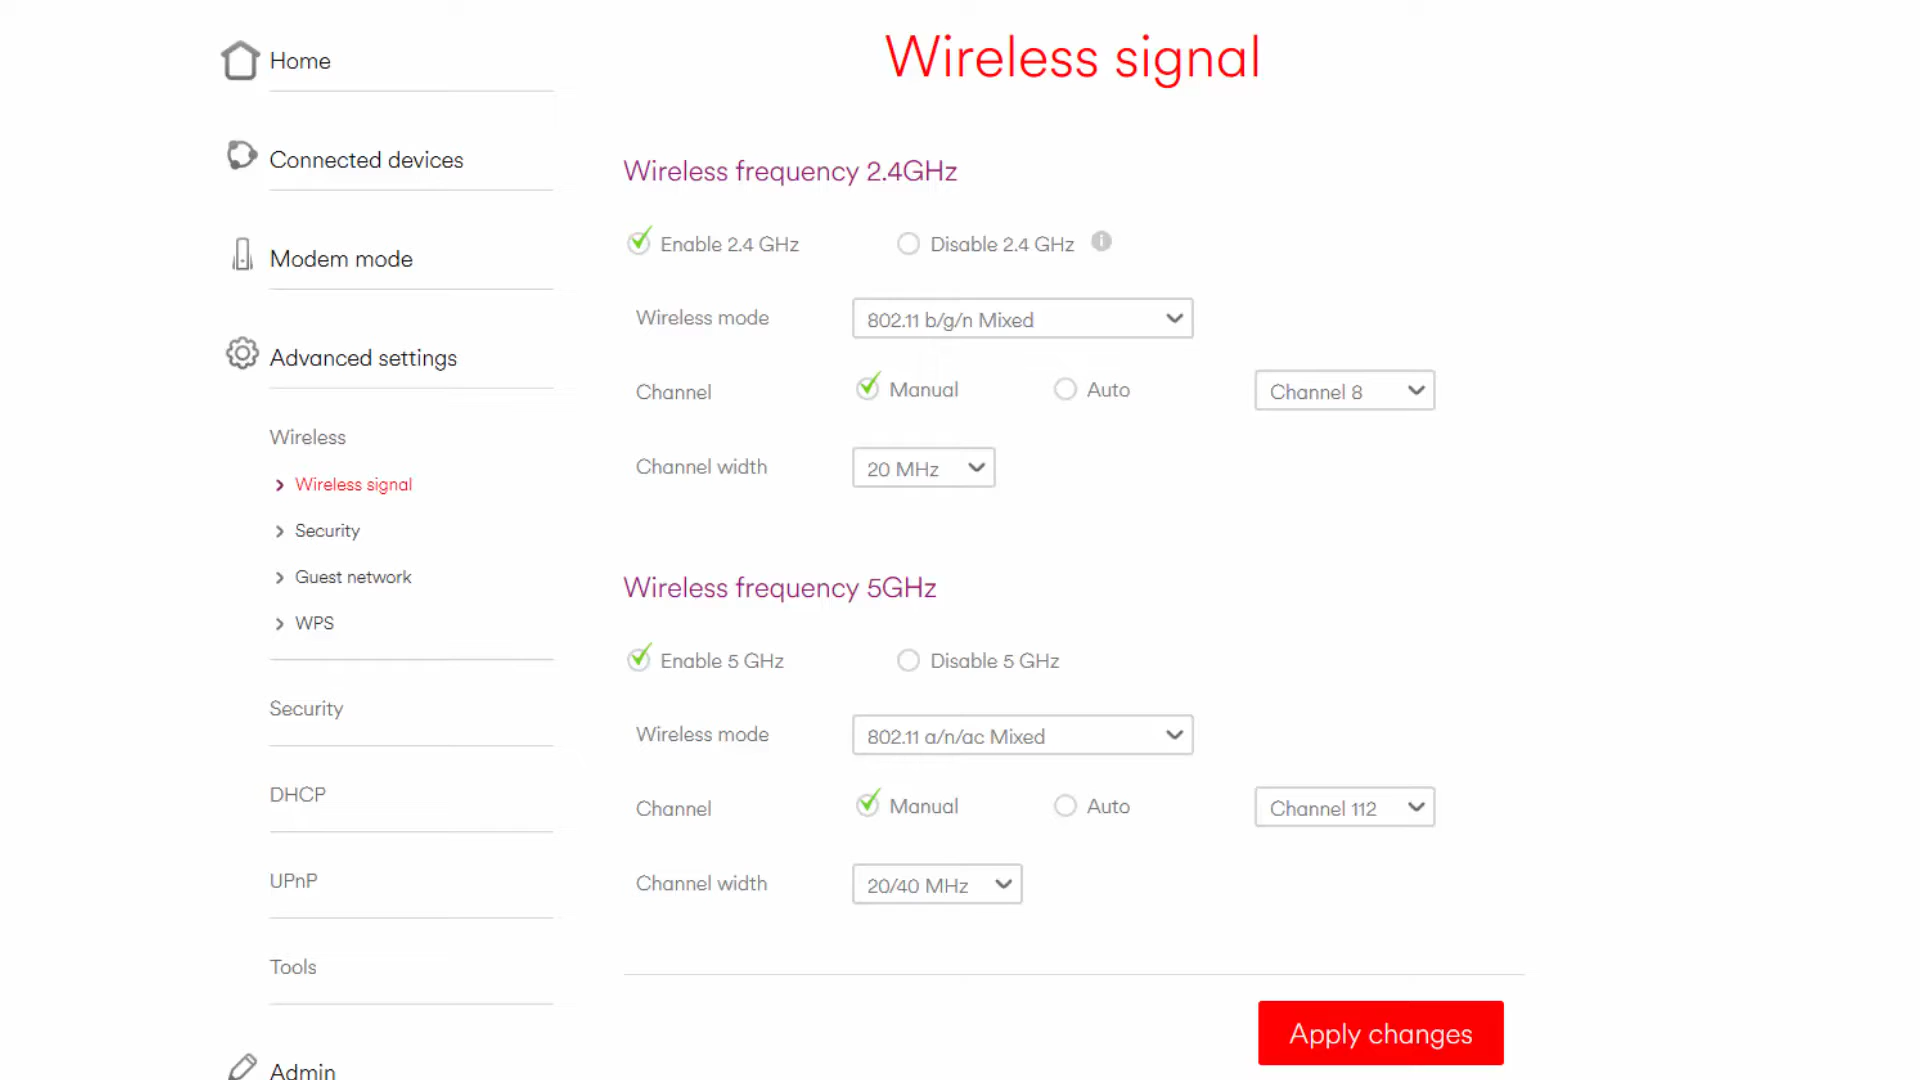 Home
Connected devices
Modem mode
Advanced settings
Wireless
Wireless signal
Security
Guest network
WPS
Security
DHCP
UPnP
Tools
Admin
Wireless signal
Wireless frequency 2.4GHz
Enable 2.4 GHz Disable 2.4 GHz
Wireless mode 802.11 b/g/n Mixed
Channel Manual Auto Channel 8
Channel width 20 MHz
Wireless frequency 5GHz
Enable 5 GHz Disable 5 GHz
Wireless mode 802.11 a/n/ac Mixed
Channel Manual Auto Channel 112
Channel width 20/40 MHz
Apply changes